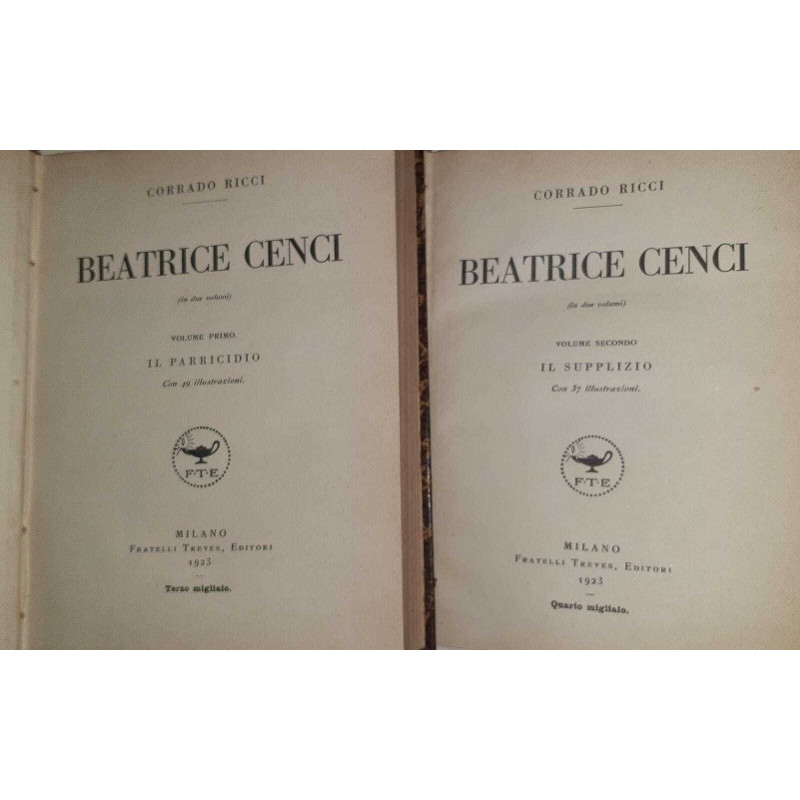 CORRADO RICCI
BEATRICE CENCI
(In due volumi)
VOLUME PRIMO.
IL PARRICIDIO
Con 49 illustrazioni.
F·T·E
MILANO
FRATELLI TREVES, EDITORI
1923
Terzo migliaio.
CORRADO RICCI
BEATRICE CENCI
(In due volumi)
VOLUME SECONDO
IL SUPPLIZIO
Con 37 illustrazioni.
F·T·E
MILANO
FRATELLI TREVES, EDITORI
1923
Quarto migliaio.